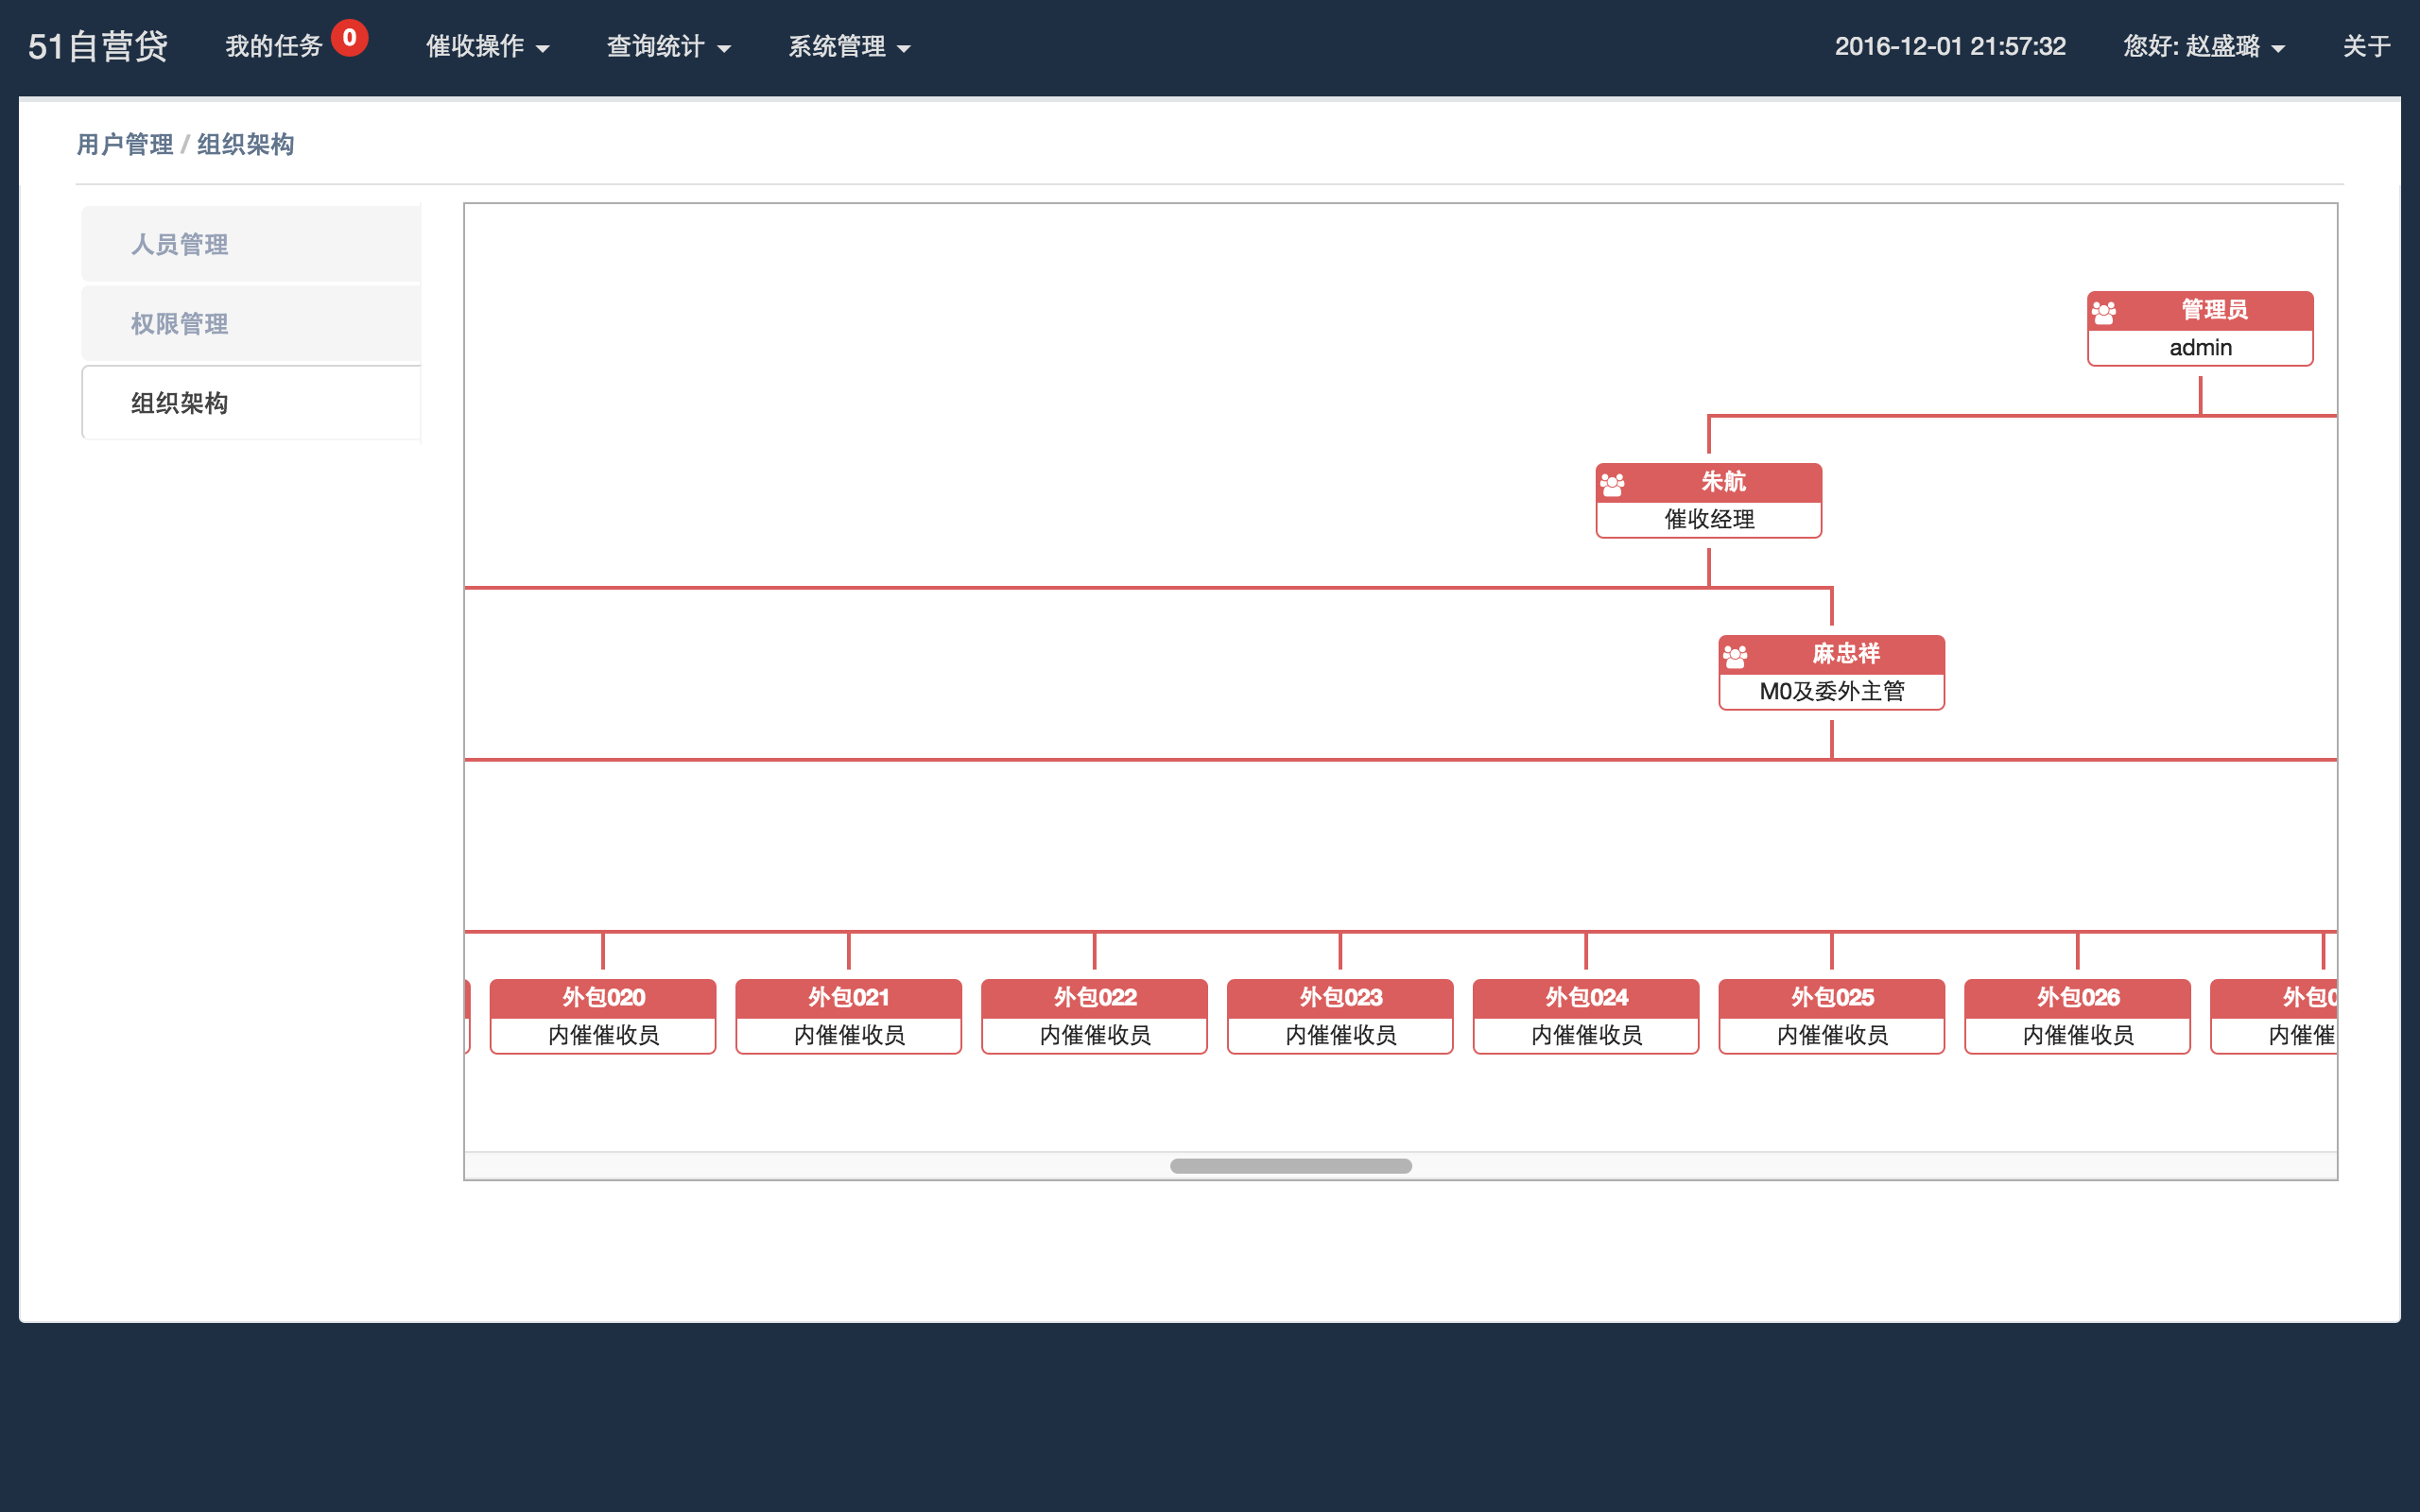 51自营贷 我的任务 0 催收操作 查询统计 系统管理 2016-12-01 21:57:32 您好: 赵盛璐 关于
用户管理 / 组织架构
人员管理
权限管理
组织架构
管理员
admin
朱航
催收经理
麻忠祥
M0及委外主管
外包020 外包021 外包022 外包023 外包024 外包025 外包026 外包0
内催催收员 内催催收员 内催催收员 内催催收员 内催催收员 内催催收员 内催催收员 内催催